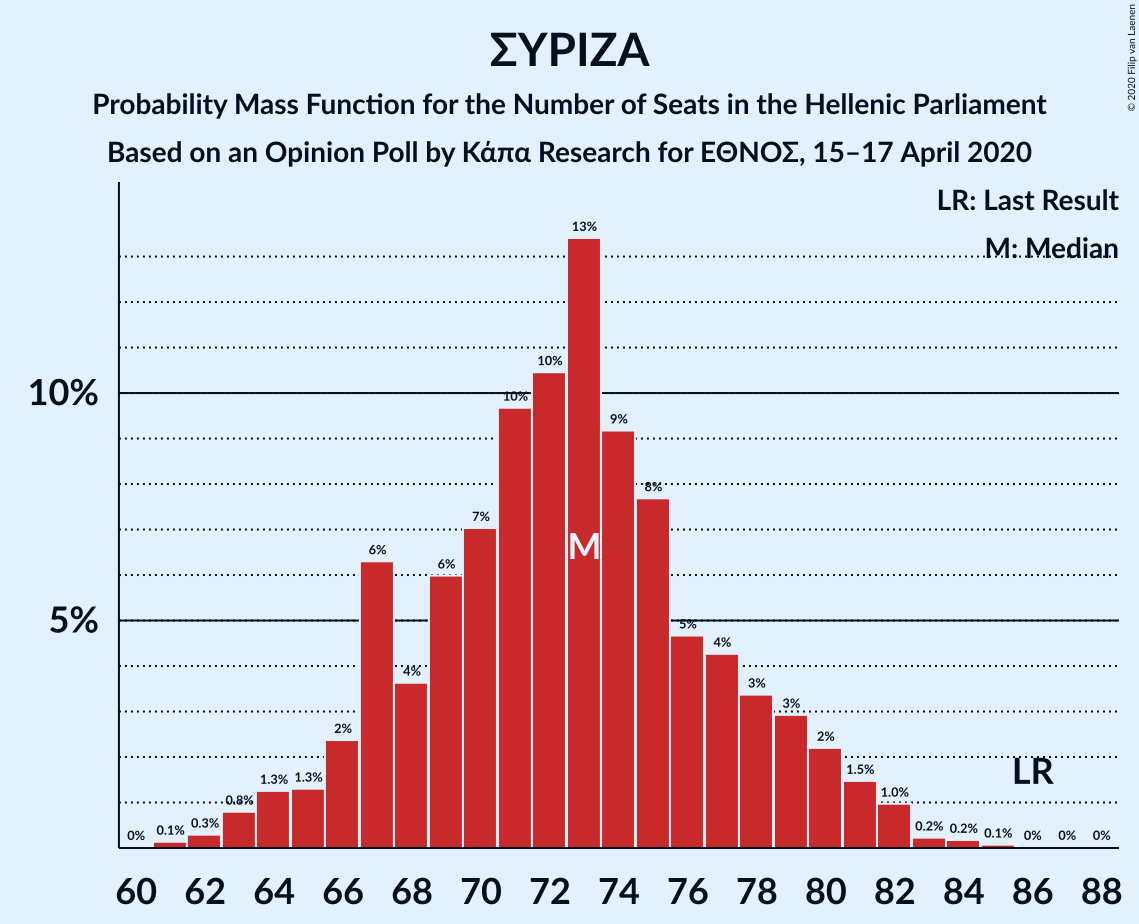 ΣΥΡΙΖΑ
Probability Mass Function for the Number of Seats in the Hellenic Parliament
Based on an Opinion Poll by Κάπα Research for ΕΘΝΟΣ, 15–17 April 2020
© 2020 Filip van Laenen
LR: Last Result
M: Median
10%
5%
0% 0.1% 0.3% 0.8% 1.3% 1.3% 2% 6% 4% 6% 7% 10% 10% 13% 9% 8% 5% 4% 3% 3% 2% 1.5% 1.0% 0.2% 0.2% 0.1% 0% 0% 0%
M
LR
60 62 64 66 68 70 72 74 76 78 80 82 84 86 88